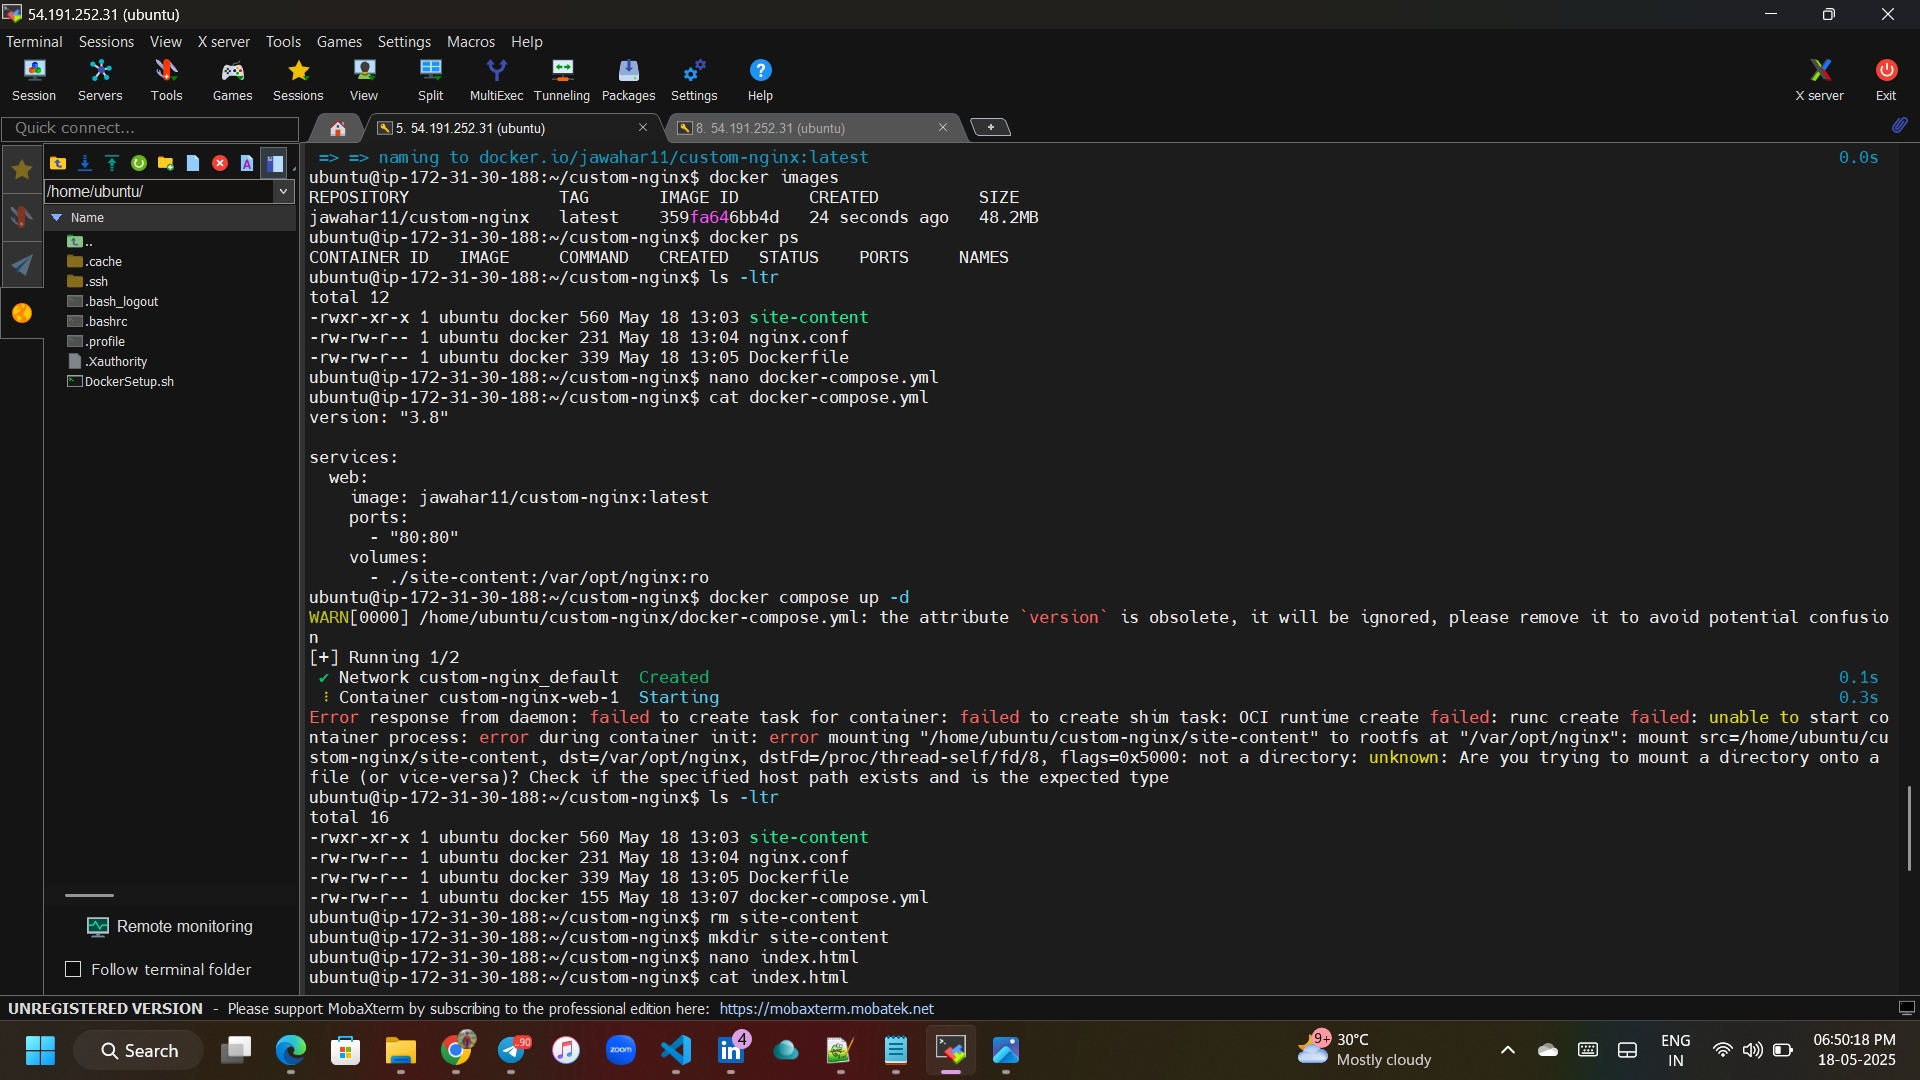 54.191.252.31 (ubuntu)
Terminal Sessions View X server Tools Games Settings Macros Help
Session Servers Tools Games Sessions View Split MultiExec Tunneling Packages Settings Help X server Exit
Quick connect...
5. 54.191.252.31 (ubuntu)
8. 54.191.252.31 (ubuntu)
/home/ubuntu/
Name
..
.cache
.ssh
.bash_logout
.bashrc
.profile
.Xauthority
DockerSetup.sh
Remote monitoring
Follow terminal folder
=> => naming to docker.io/jawahar11/custom-nginx:latest 0.0s
ubuntu@ip-172-31-30-188:~/custom-nginx$ docker images
REPOSITORY TAG IMAGE ID CREATED SIZE
jawahar11/custom-nginx latest 359fa646bb4d 24 seconds ago 48.2MB
ubuntu@ip-172-31-30-188:~/custom-nginx$ docker ps
CONTAINER ID IMAGE COMMAND CREATED STATUS PORTS NAMES
ubuntu@ip-172-31-30-188:~/custom-nginx$ ls -ltr
total 12
-rwxr-xr-x 1 ubuntu docker 560 May 18 13:03 site-content
-rw-rw-r-- 1 ubuntu docker 231 May 18 13:04 nginx.conf
-rw-rw-r-- 1 ubuntu docker 339 May 18 13:05 Dockerfile
ubuntu@ip-172-31-30-188:~/custom-nginx$ nano docker-compose.yml
ubuntu@ip-172-31-30-188:~/custom-nginx$ cat docker-compose.yml
version: "3.8"
services:
web:
image: jawahar11/custom-nginx:latest
ports:
- "80:80"
volumes:
- ./site-content:/var/opt/nginx:ro
ubuntu@ip-172-31-30-188:~/custom-nginx$ docker compose up -d
WARN[0000] /home/ubuntu/custom-nginx/docker-compose.yml: the attribute `version` is obsolete, it will be ignored, please remove it to avoid potential confusio
n
[+] Running 1/2
✔ Network custom-nginx_default Created 0.1s
⠸ Container custom-nginx-web-1 Starting 0.3s
Error response from daemon: failed to create task for container: failed to create shim task: OCI runtime create failed: runc create failed: unable to start co
ntainer process: error during container init: error mounting "/home/ubuntu/custom-nginx/site-content" to rootfs at "/var/opt/nginx": mount src=/home/ubuntu/cu
stom-nginx/site-content, dst=/var/opt/nginx, dstFd=/proc/thread-self/fd/8, flags=0x5000: not a directory: unknown: Are you trying to mount a directory onto a
file (or vice-versa)? Check if the specified host path exists and is the expected type
ubuntu@ip-172-31-30-188:~/custom-nginx$ ls -ltr
total 16
-rwxr-xr-x 1 ubuntu docker 560 May 18 13:03 site-content
-rw-rw-r-- 1 ubuntu docker 231 May 18 13:04 nginx.conf
-rw-rw-r-- 1 ubuntu docker 339 May 18 13:05 Dockerfile
-rw-rw-r-- 1 ubuntu docker 155 May 18 13:07 docker-compose.yml
ubuntu@ip-172-31-30-188:~/custom-nginx$ rm site-content
ubuntu@ip-172-31-30-188:~/custom-nginx$ mkdir site-content
ubuntu@ip-172-31-30-188:~/custom-nginx$ nano index.html
ubuntu@ip-172-31-30-188:~/custom-nginx$ cat index.html
UNREGISTERED VERSION - Please support MobaXterm by subscribing to the professional edition here: https://mobaxterm.mobatek.net
Search
.90
zoom
4
9+
30°C
Mostly cloudy
ENG
IN
06:50:18 PM
18-05-2025